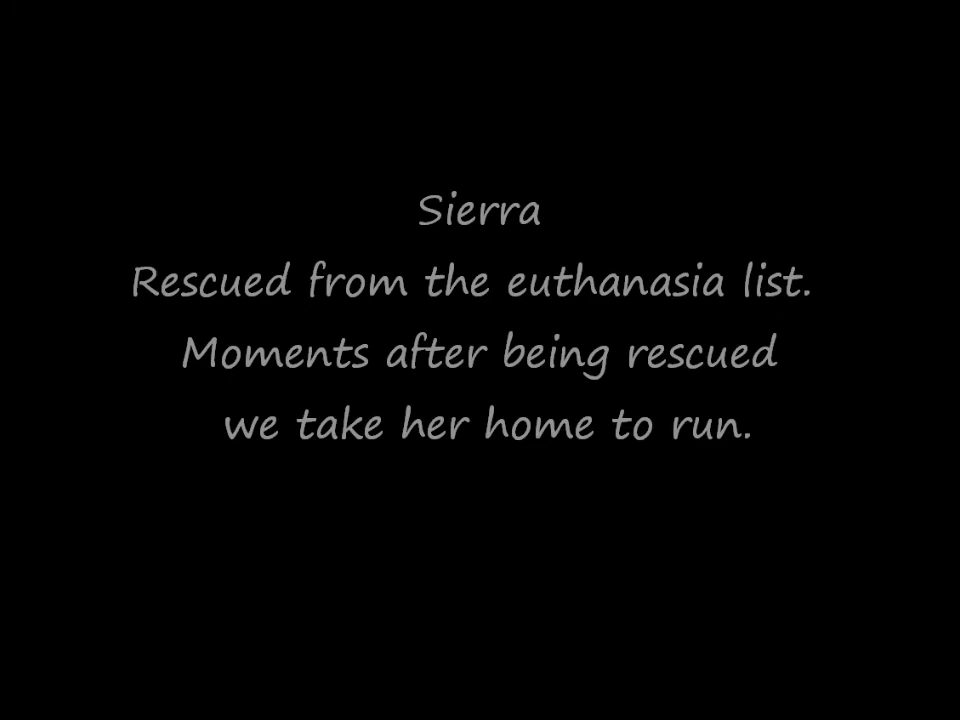 Sierra
Rescued from the euthanasia list.
Moments after being rescued
we take her home to run.